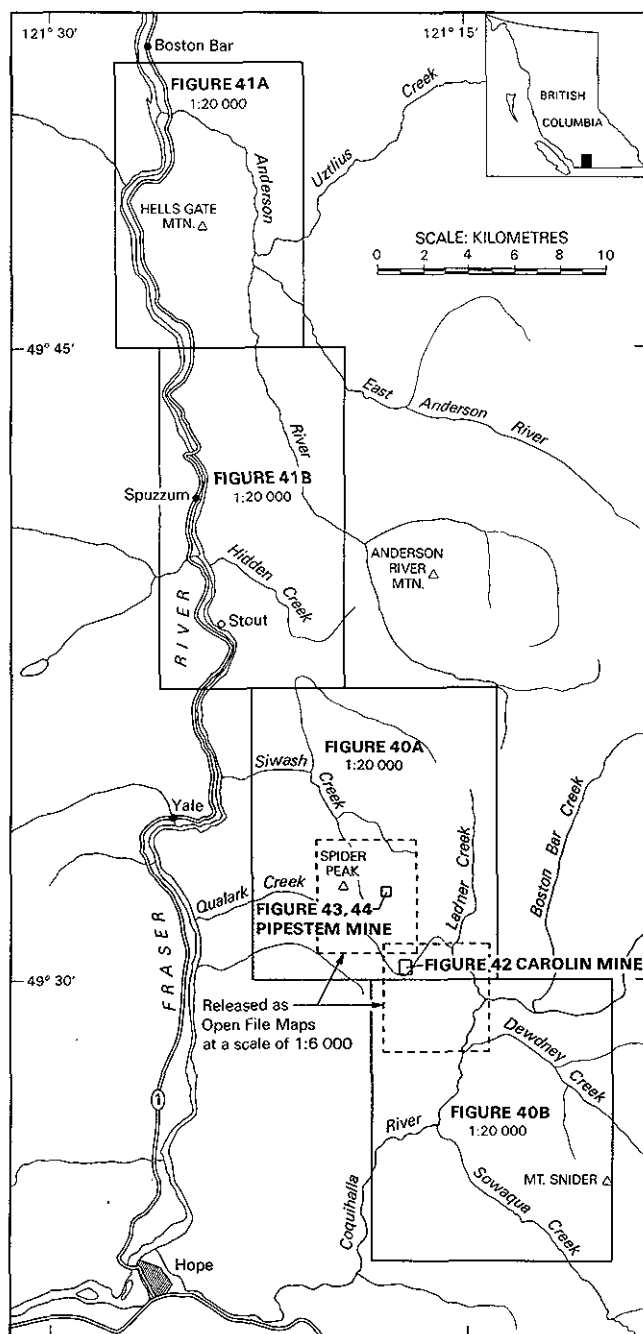 121° 30'
121° 15'
Boston Bar
FIGURE 41A
1:20 000
Uztlius Creek
BRITISH
COLUMBIA
Anderson
HELLS GATE
MTN.
SCALE: KILOMETRES
0 2 4 6 8 10
49° 45'
East Anderson River
River
FIGURE 41B
1:20 000
Spuzzum
Hidden Creek
ANDERSON
RIVER
MTN.
RIVER
Stout
FIGURE 40A
1:20 000
Siwash
Creek
Yale
Ladner Creek
Boston Bar Creek
SPIDER
PEAK
Qualark Creek
FIGURE 43, 44
PIPESTEM MINE
FRASER
FIGURE 42 CAROLIN MINE
49° 30'
Released as
Open File Maps
at a scale of 1:6 000
Dewdney Creek
1
FIGURE 40B
1:20 000
River
Coquihalla
MT. SNIDER
Sowaqua Creek
Hope